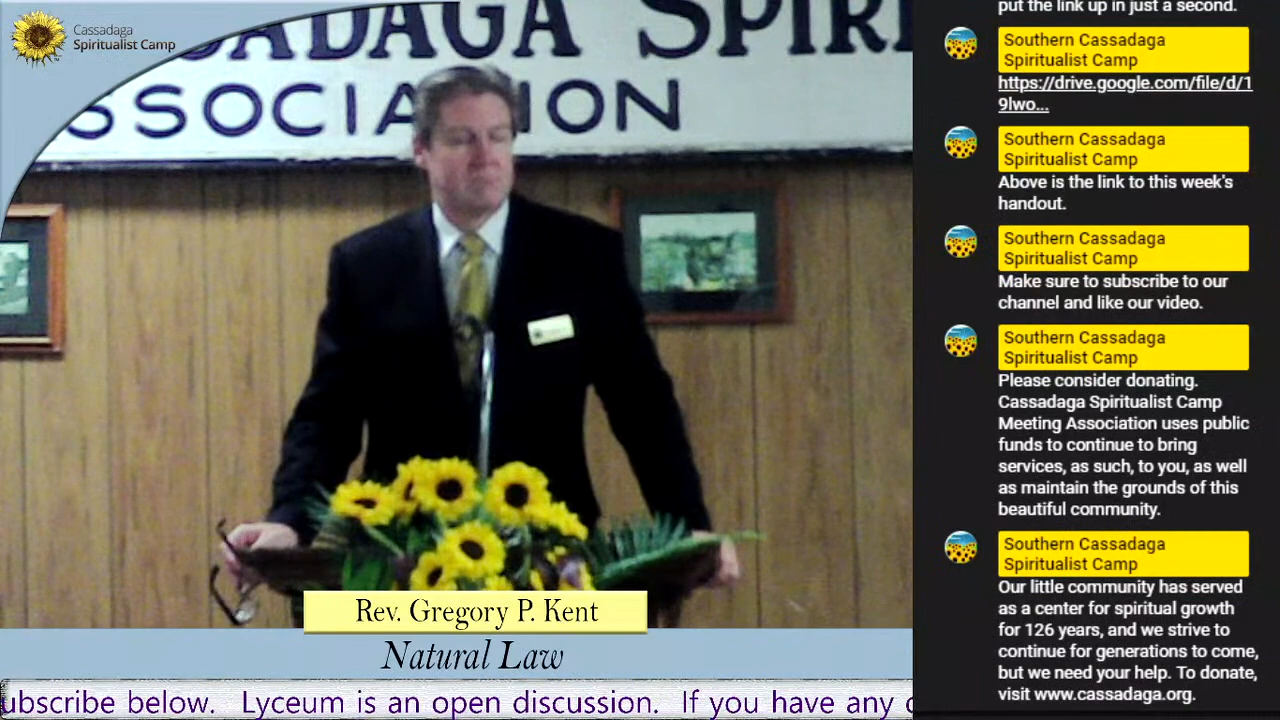 Cassadaga
Spiritualist Camp
ADAGA SPIRI
ASSOCIATION
Rev. Gregory P. Kent
Natural Law
ubscribe below. Lyceum is an open discussion. If you have any
put the link up in just a second.
Southern Cassadaga
Spiritualist Camp
https://drive.google.com/file/d/1
9lwo...
Southern Cassadaga
Spiritualist Camp
Above is the link to this week's
handout.
Southern Cassadaga
Spiritualist Camp
Make sure to subscribe to our
channel and like our video.
Southern Cassadaga
Spiritualist Camp
Please consider donating.
Cassadaga Spiritualist Camp
Meeting Association uses public
funds to continue to bring
services, as such, to you, as well
as maintain the grounds of this
beautiful community.
Southern Cassadaga
Spiritualist Camp
Our little community has served
as a center for spiritual growth
for 126 years, and we strive to
continue for generations to come,
but we need your help. To donate,
visit www.cassadaga.org.